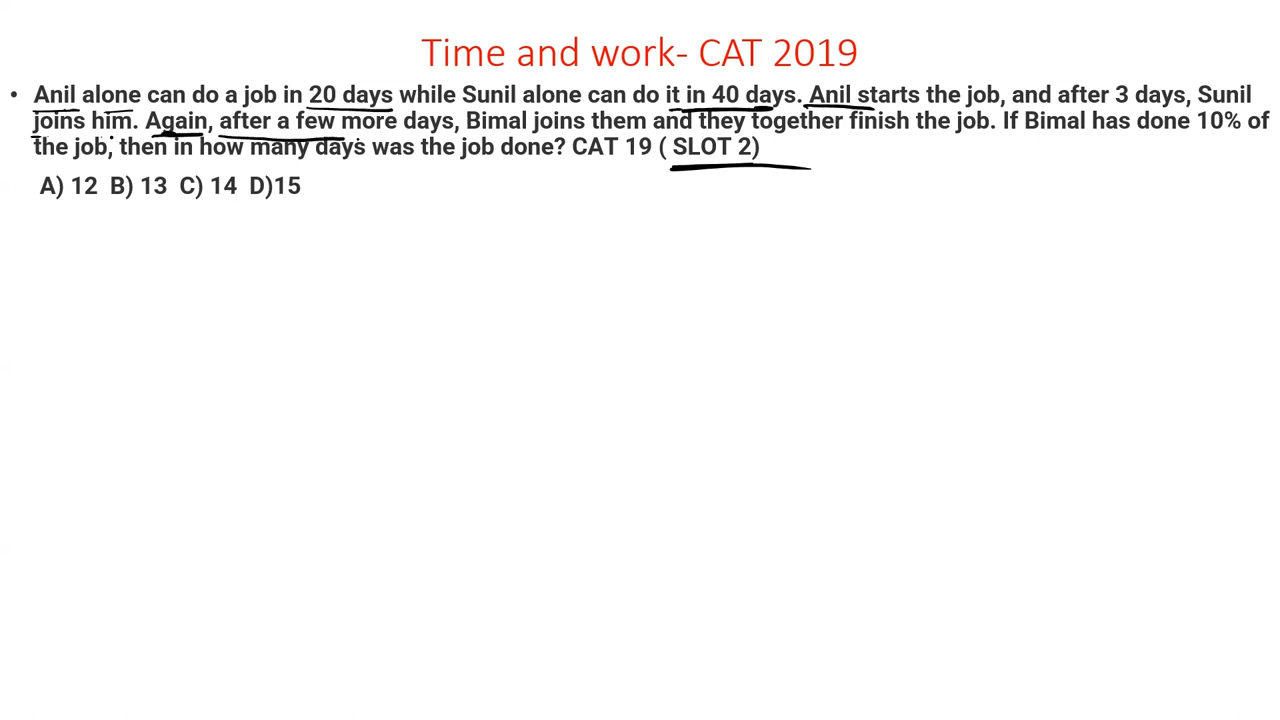 Time and work- CAT 2019
• Anil alone can do a job in 20 days while Sunil alone can do it in 40 days. Anil starts the job, and after 3 days, Sunil
joins him. Again, after a few more days, Bimal joins them and they together finish the job. If Bimal has done 10% of
the job, then in how many days was the job done? CAT 19 ( SLOT 2)
A) 12 B) 13 C) 14 D)15